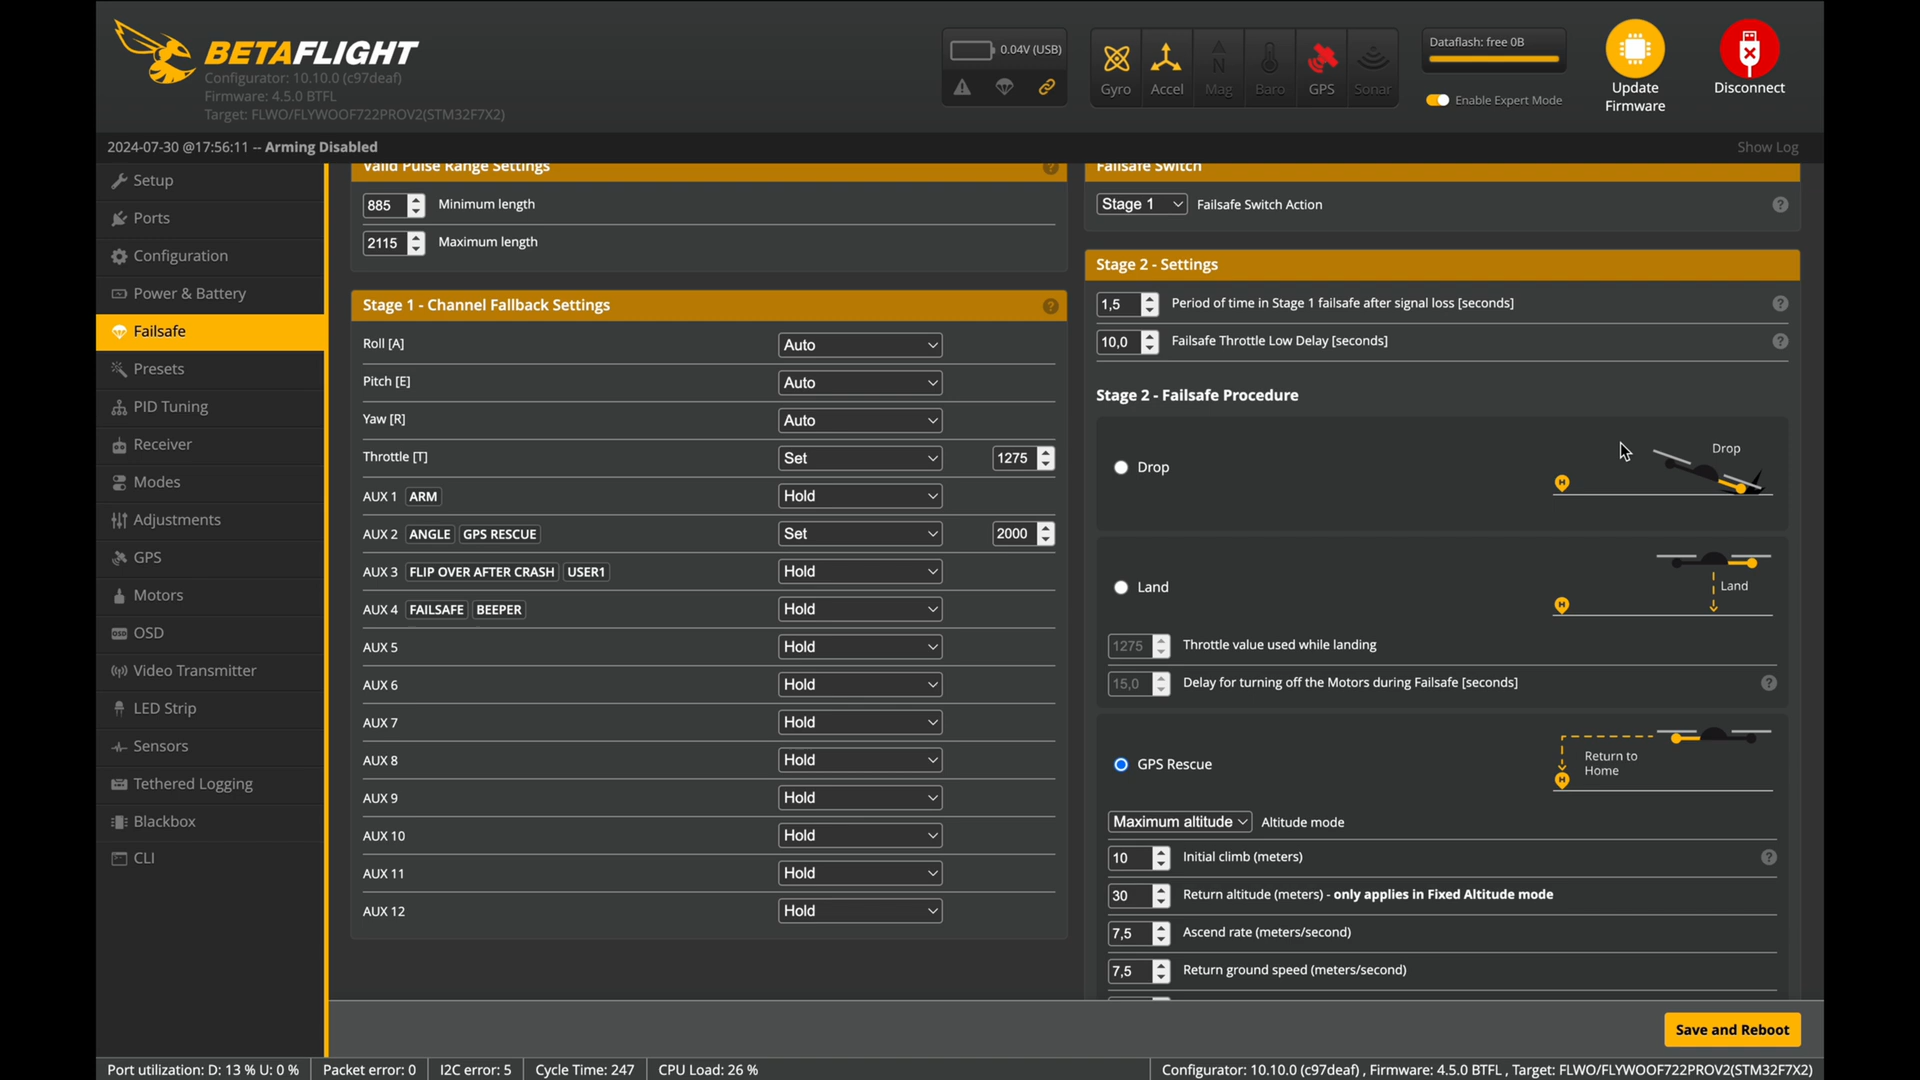 BETAFLIGHT
Configurator: 10.10.0 (c97deaf)
Firmware: 4.5.0 BTFL
Target: FLWO/FLYWOOF722PROV2(STM32F7X2)
0.04V (USB)
Gyro
Accel
Mag
Baro
GPS
Sonar
Dataflash: free 0B
Enable Expert Mode
Update
Firmware
Disconnect
2024-07-30 @17:56:11 -- Arming Disabled
Show Log
Setup
Ports
Configuration
Power & Battery
Failsafe
Presets
PID Tuning
Receiver
Modes
Adjustments
GPS
Motors
OSD
Video Transmitter
LED Strip
Sensors
Tethered Logging
Blackbox
CLI
Valid Pulse Range Settings
885 Minimum length
2115 Maximum length
Stage 1 - Channel Fallback Settings
Roll [A] Auto
Pitch [E] Auto
Yaw [R] Auto
Throttle [T] Set 1275
AUX 1 ARM Hold
AUX 2 ANGLE GPS RESCUE Set 2000
AUX 3 FLIP OVER AFTER CRASH USER1 Hold
AUX 4 FAILSAFE BEEPER Hold
AUX 5 Hold
AUX 6 Hold
AUX 7 Hold
AUX 8 Hold
AUX 9 Hold
AUX 10 Hold
AUX 11 Hold
AUX 12 Hold
Failsafe Switch
Stage 1 Failsafe Switch Action
Stage 2 - Settings
1,5 Period of time in Stage 1 failsafe after signal loss [seconds]
10,0 Failsafe Throttle Low Delay [seconds]
Stage 2 - Failsafe Procedure
Drop
Drop
H
Land
Land
H
1275 Throttle value used while landing
15,0 Delay for turning off the Motors during Failsafe [seconds]
GPS Rescue
Return to
Home
H
Maximum altitude Altitude mode
10 Initial climb (meters)
30 Return altitude (meters) - only applies in Fixed Altitude mode
7,5 Ascend rate (meters/second)
7,5 Return ground speed (meters/second)
Save and Reboot
Port utilization: D: 13 % U: 0 % Packet error: 0 I2C error: 5 Cycle Time: 247 CPU Load: 26 %
Configurator: 10.10.0 (c97deaf) , Firmware: 4.5.0 BTFL , Target: FLWO/FLYWOOF722PROV2(STM32F7X2)